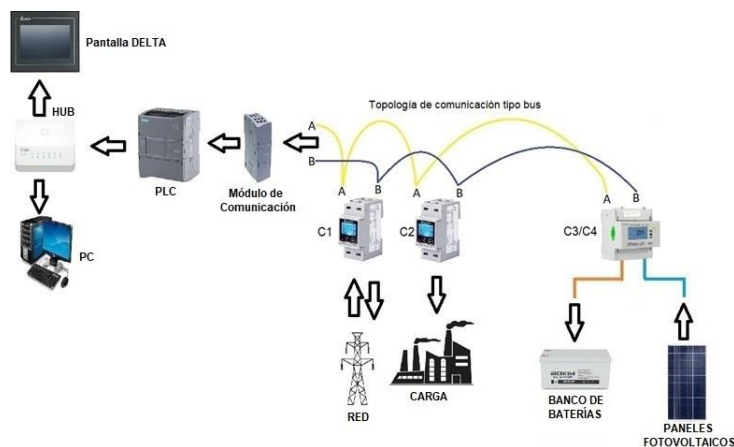 Pantalla DELTA
HUB
Topología de comunicación tipo bus
A
B
PLC
Módulo de
Comunicación
A
B
A
B
A
B
C1
C2
C3/C4
PC
RED
CARGA
BANCO DE
BATERÍAS
PANELES
FOTOVOLTAICOS